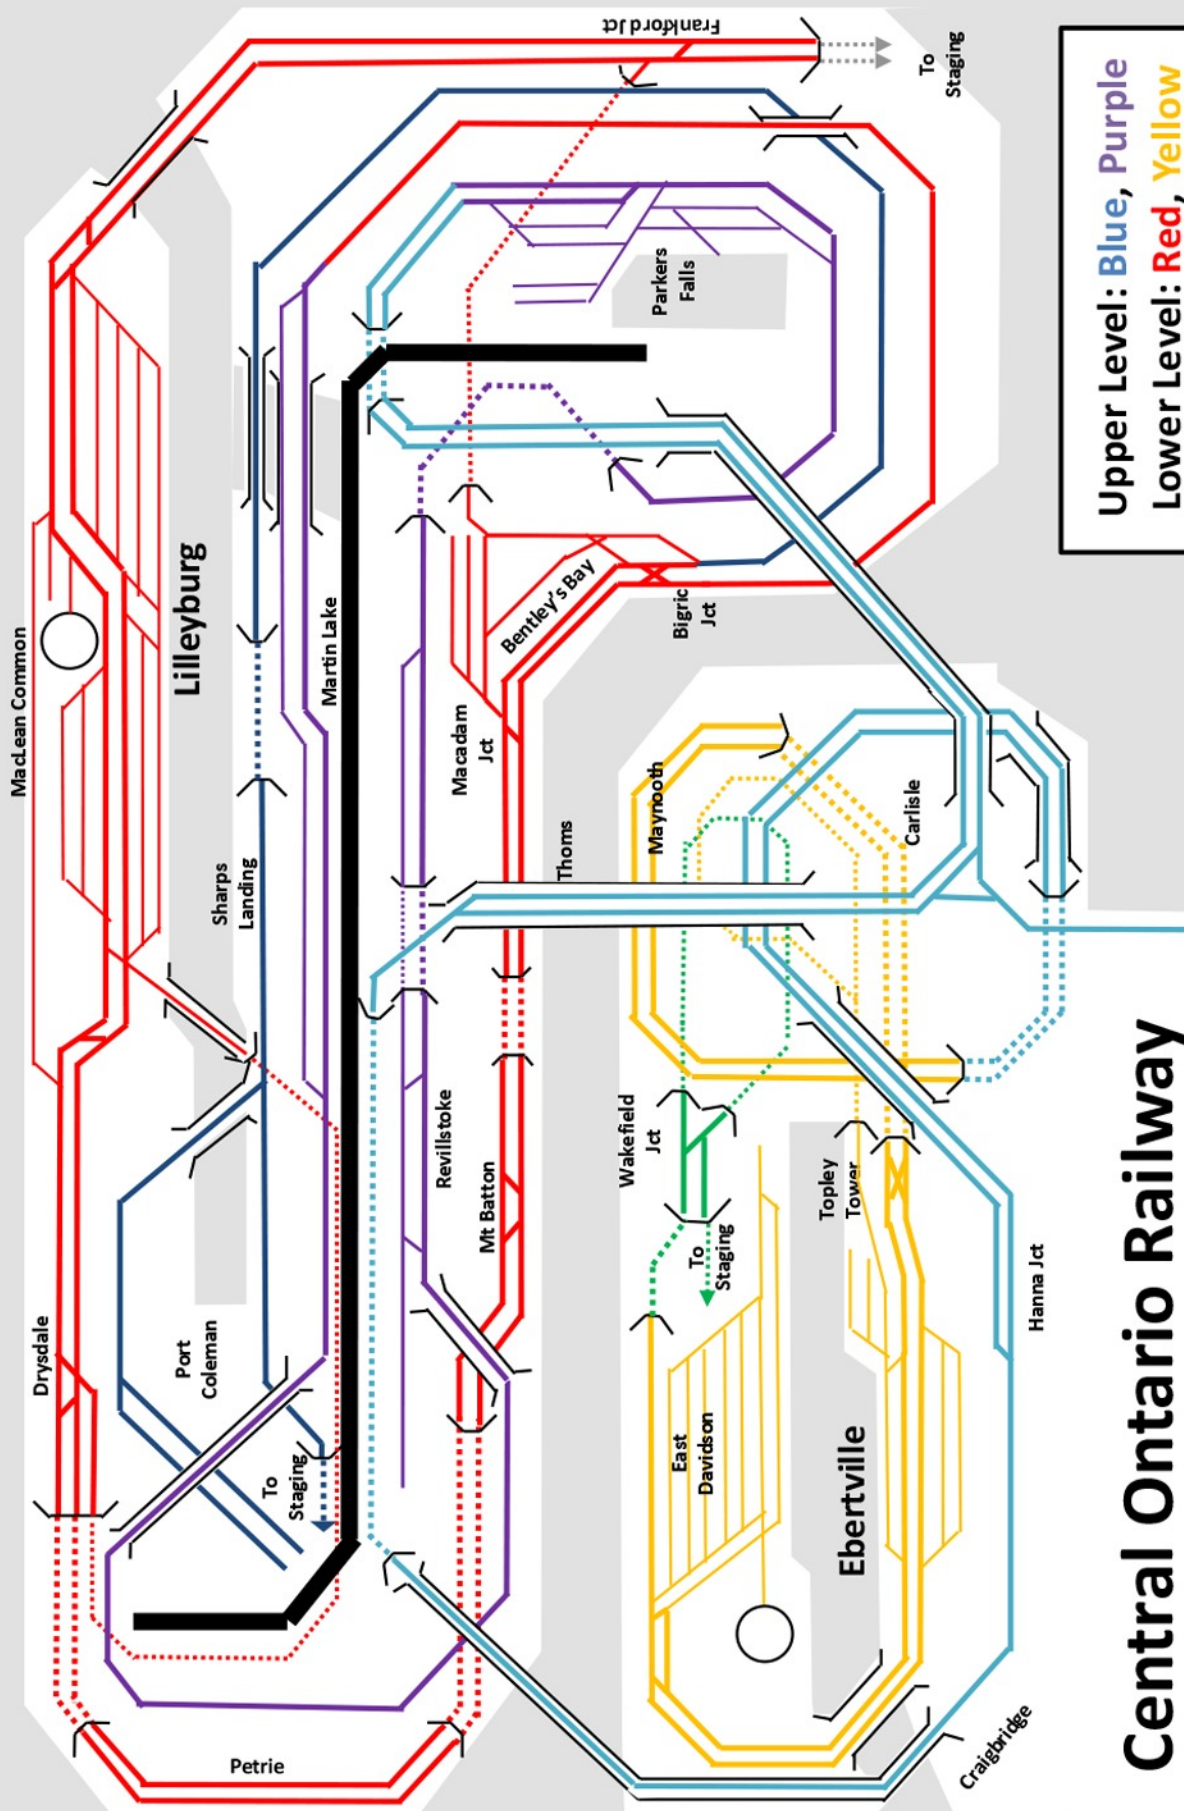 MacLean Common
Drysdale
Lilleyburg
Port
Coleman
Sharps
Landing
Petrie
To
Staging
Martin Lake
Revillstoke
Macadam
Jct
Mt Batton
Bentley's Bay
Thoms
Frankford Jct
Wakefield
Jct
Maynooth
Parkers
Falls
Bigric
Jct
East
Davidson
To
Staging
Topley
Tower
Ebertville
Carlisle
To
Staging
Craigbridge
Hanna Jct
Central Ontario Railway
Upper Level: Blue, Purple
Lower Level: Red, Yellow